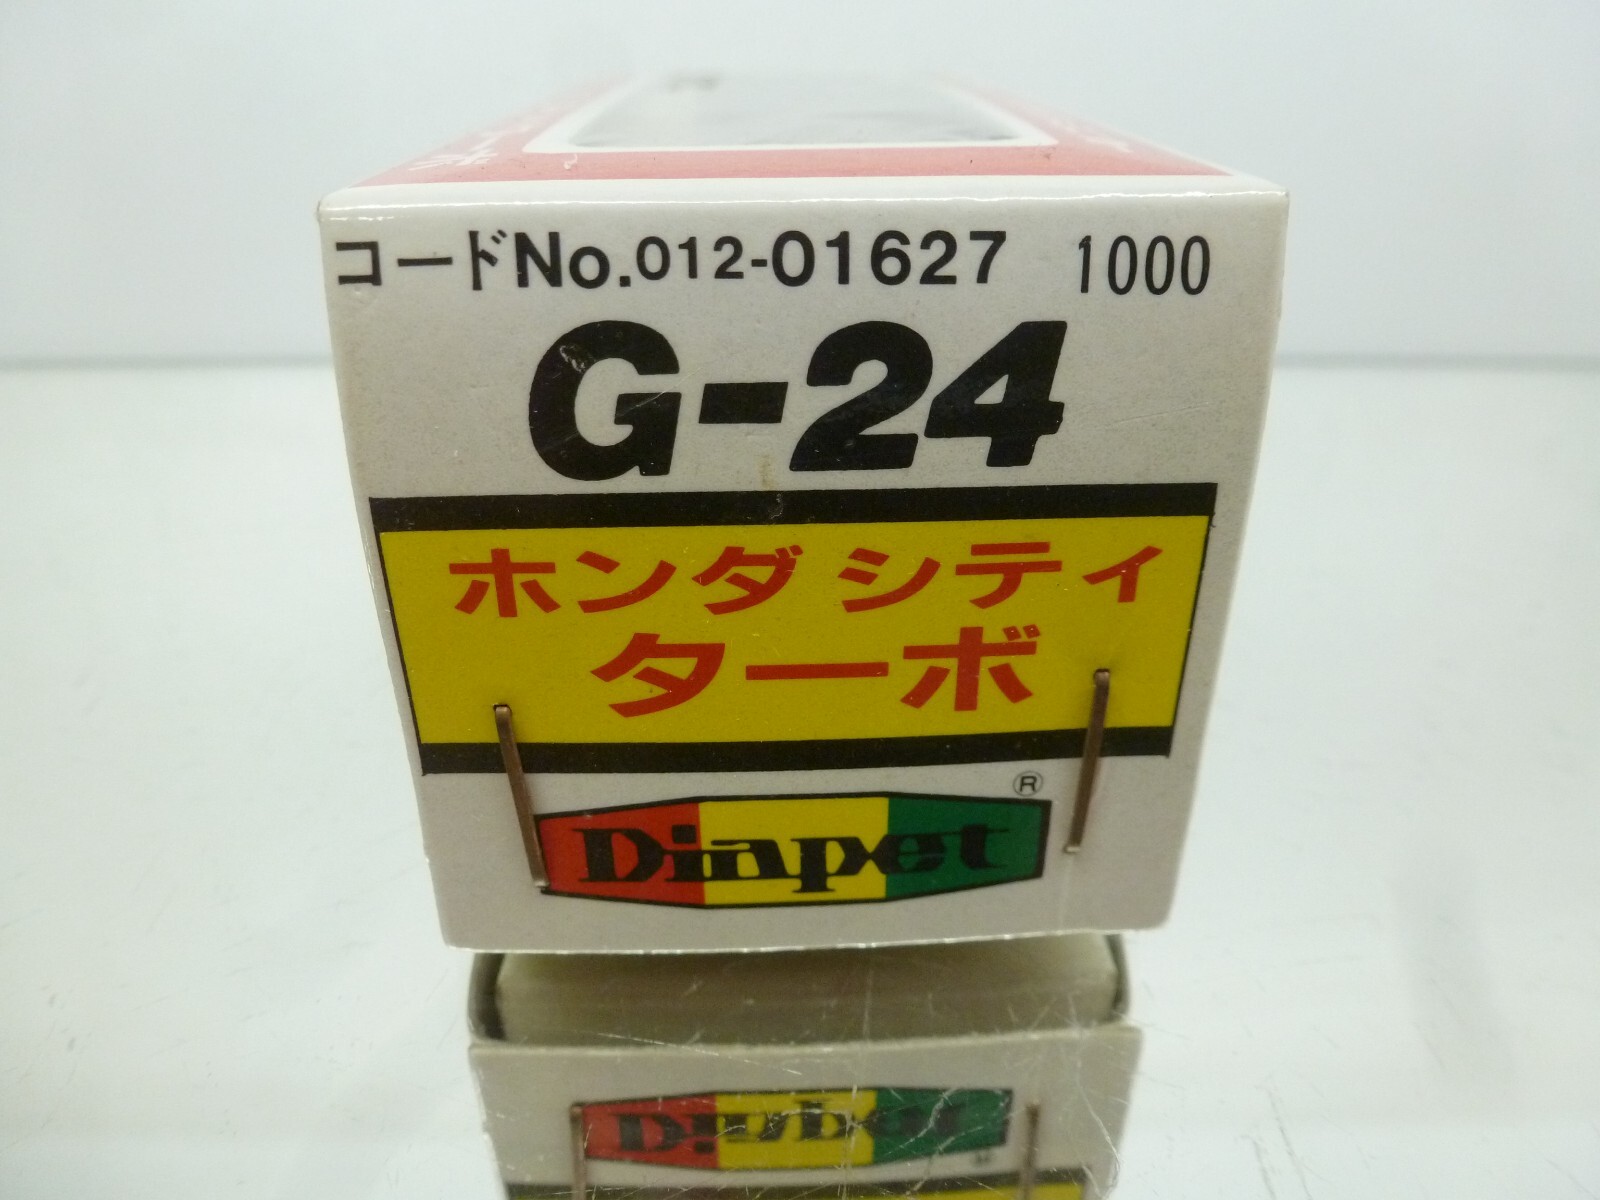 コードNo.012-01627 1000
G-24
ホンダ シティ
ターボ
®
Diapet